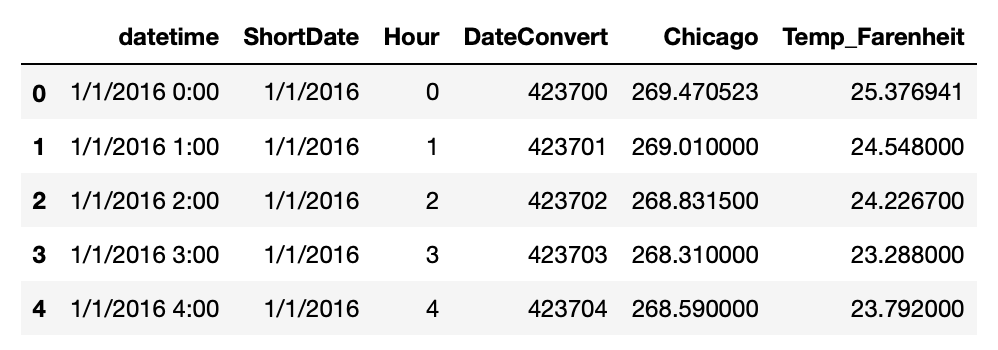 datetime ShortDate Hour DateConvert Chicago Temp_Farenheit
0 1/1/2016 0:00 1/1/2016 0 423700 269.470523 25.376941
1 1/1/2016 1:00 1/1/2016 1 423701 269.010000 24.548000
2 1/1/2016 2:00 1/1/2016 2 423702 268.831500 24.226700
3 1/1/2016 3:00 1/1/2016 3 423703 268.310000 23.288000
4 1/1/2016 4:00 1/1/2016 4 423704 268.590000 23.792000